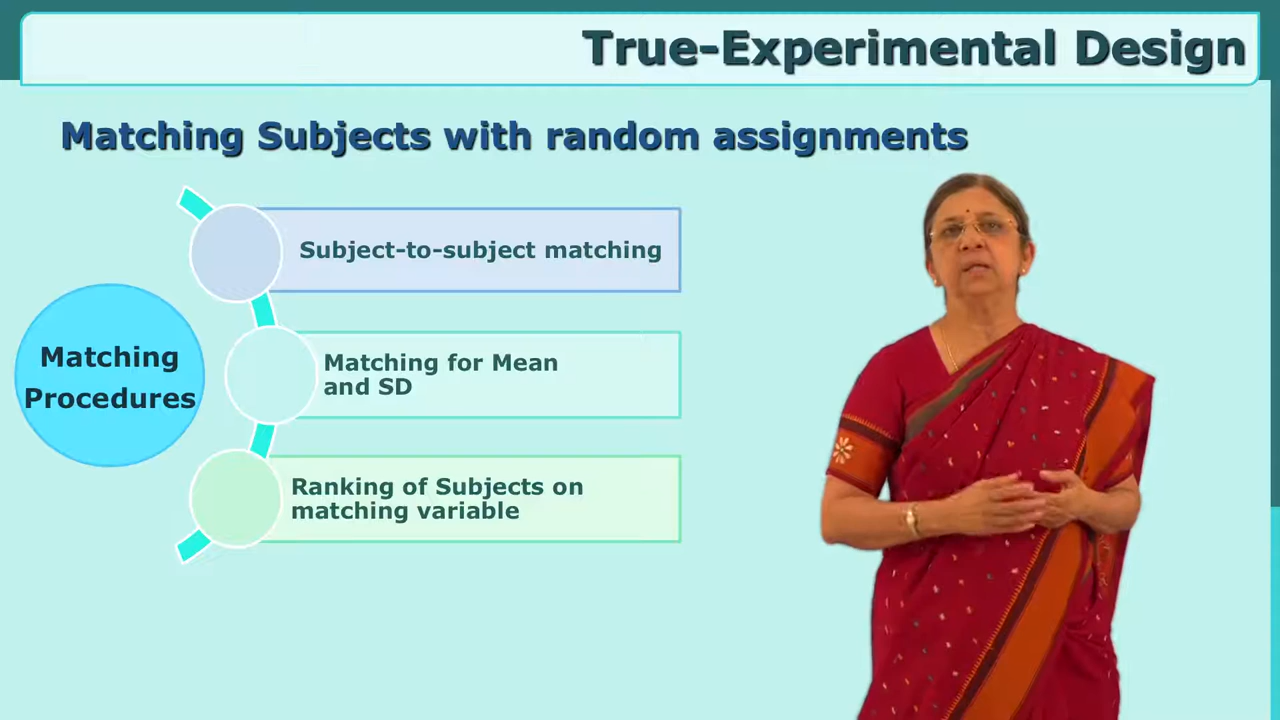 True-Experimental Design
Matching Subjects with random assignments
Matching
Procedures
Subject-to-subject matching
Matching for Mean
and SD
Ranking of Subjects on
matching variable